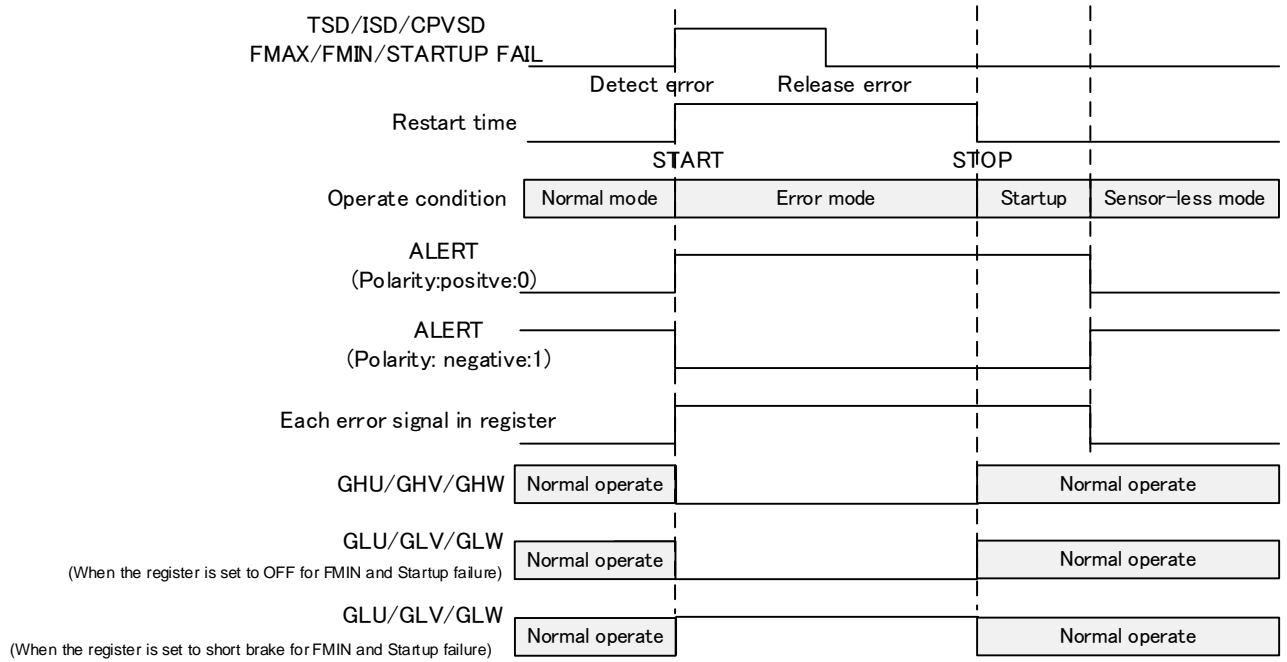 TSD/ISD/CPVSD
FMAX/FMIN/STARTUP FAIL
Detect error Release error
Restart time
START STOP
Operate condition Normal mode Error mode Startup Sensor-less mode
ALERT
(Polarity:positve:0)
ALERT
(Polarity: negative:1)
Each error signal in register
GHU/GHV/GHW Normal operate Normal operate
GLU/GLV/GLW
(When the register is set to OFF for FMIN and Startup failure) Normal operate Normal operate
GLU/GLV/GLW
(When the register is set to short brake for FMIN and Startup failure) Normal operate Normal operate